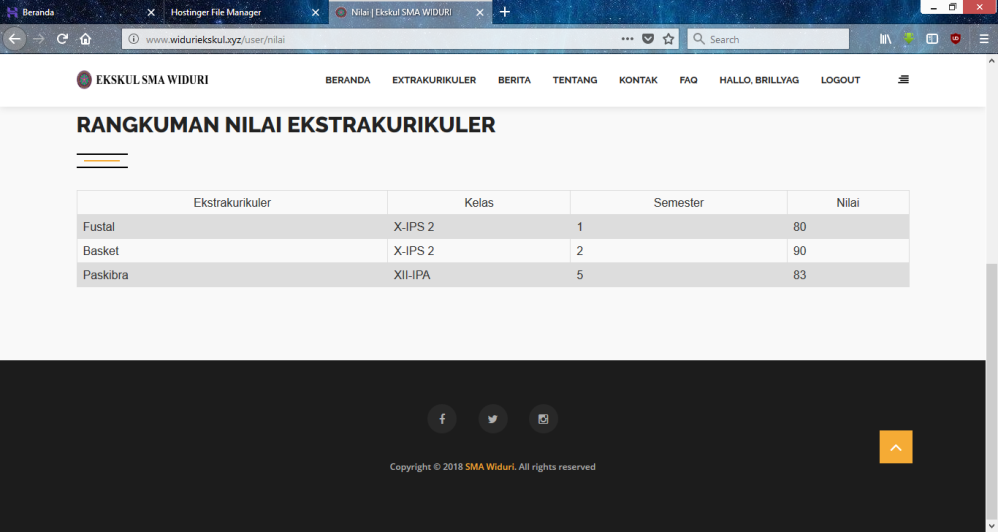 Beranda
Hostinger File Manager
Nilai | Ekskul SMA WIDURI
www.widuriekskul.xyz/user/nilai
Search
EKSKUL SMA WIDURI
BERANDA
EXTRAKURIKULER
BERITA
TENTANG
KONTAK
FAQ
HALLO, BRILLYAG
LOGOUT
RANGKUMAN NILAI EKSTRAKURIKULER
Ekstrakurikuler Kelas Semester Nilai
Fustal X-IPS 2 1 80
Basket X-IPS 2 2 90
Paskibra XII-IPA 5 83
Copyright © 2018 SMA Widuri. All rights reserved